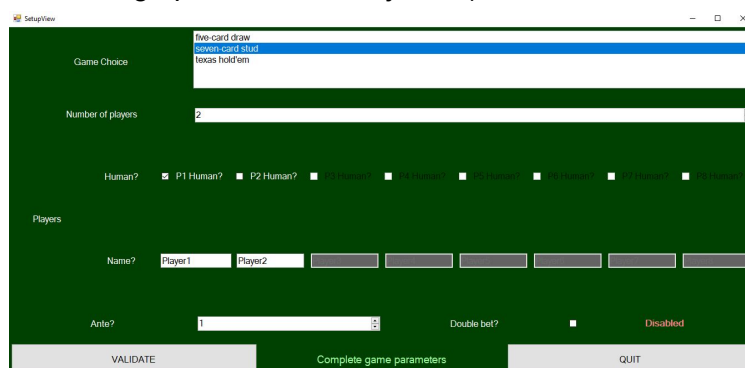 SetupView
five-card draw
seven-card stud
texas hold'em
Game Choice
Number of players
2
Human?
P1 Human?
P2 Human?
P3 Human?
P4 Human?
P5 Human?
P6 Human?
P7 Human?
P8 Human?
Players
Name?
Player1
Player2
Ante?
1
Double bet?
Disabled
VALIDATE
Complete game parameters
QUIT